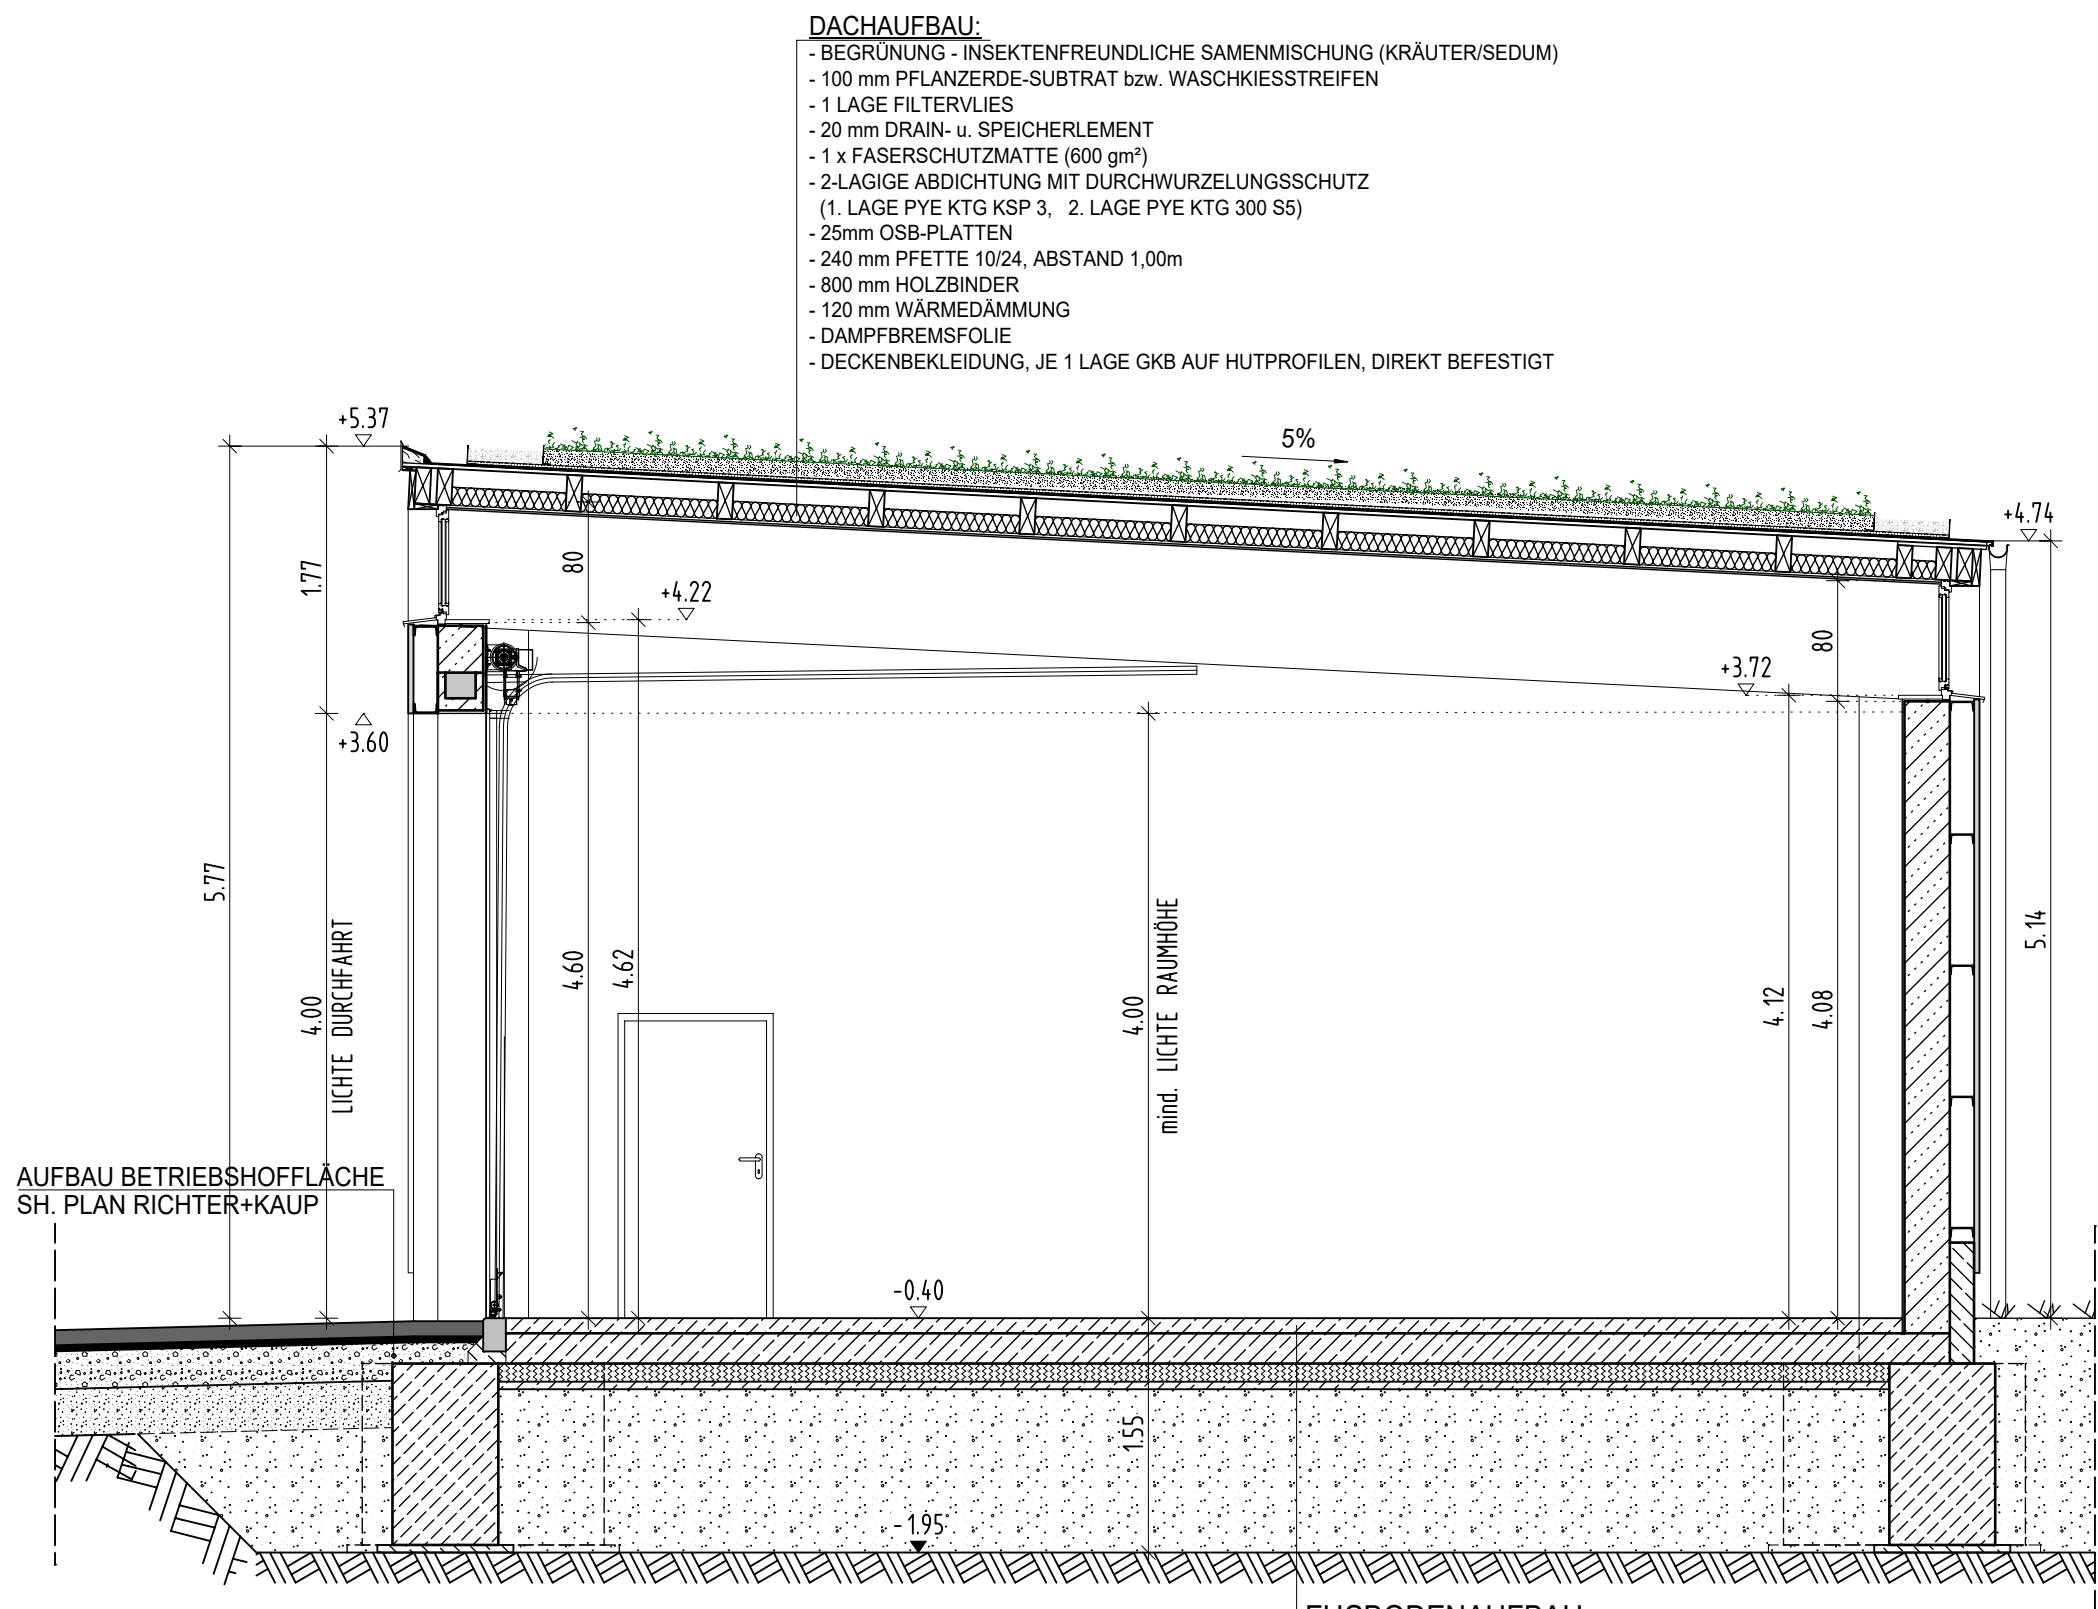 DACHAUFBAU:
- BEGRÜNUNG - INSEKTENFREUNDLICHE SAMENMISCHUNG (KRÄUTER/SEDUM)
- 100 mm PFLANZERDE-SUBTRAT bzw. WASCHKIESSTREIFEN
- 1 LAGE FILTERVLIES
- 20 mm DRAIN- u. SPEICHERLEMENT
- 1 x FASERSCHUTZMATTE (600 gm²)
- 2-LAGIGE ABDICHTUNG MIT DURCHWURZELUNGSSCHUTZ
(1. LAGE PYE KTG KSP 3, 2. LAGE PYE KTG 300 S5)
- 25mm OSB-PLATTEN
- 240 mm PFETTE 10/24, ABSTAND 1,00m
- 800 mm HOLZBINDER
- 120 mm WÄRMEDÄMMUNG
- DAMPFBREMSFOLIE
- DECKENBEKLEIDUNG, JE 1 LAGE GKB AUF HUTPROFILEN, DIREKT BEFESTIGT
+5.37
5%
+4.74
1.77
80
+4.22
80
+3.72
+3.60
5.77
4.00
LICHTE DURCHFAHRT
4.60
4.62
4.00
mind. LICHTE RAUMHÖHE
4.12
4.08
5.14
AUFBAU BETRIEBSHOFFLÄCHE
SH. PLAN RICHTER+KAUP
-0.40
1.55
-1.95
FUSBODENAUFBAU